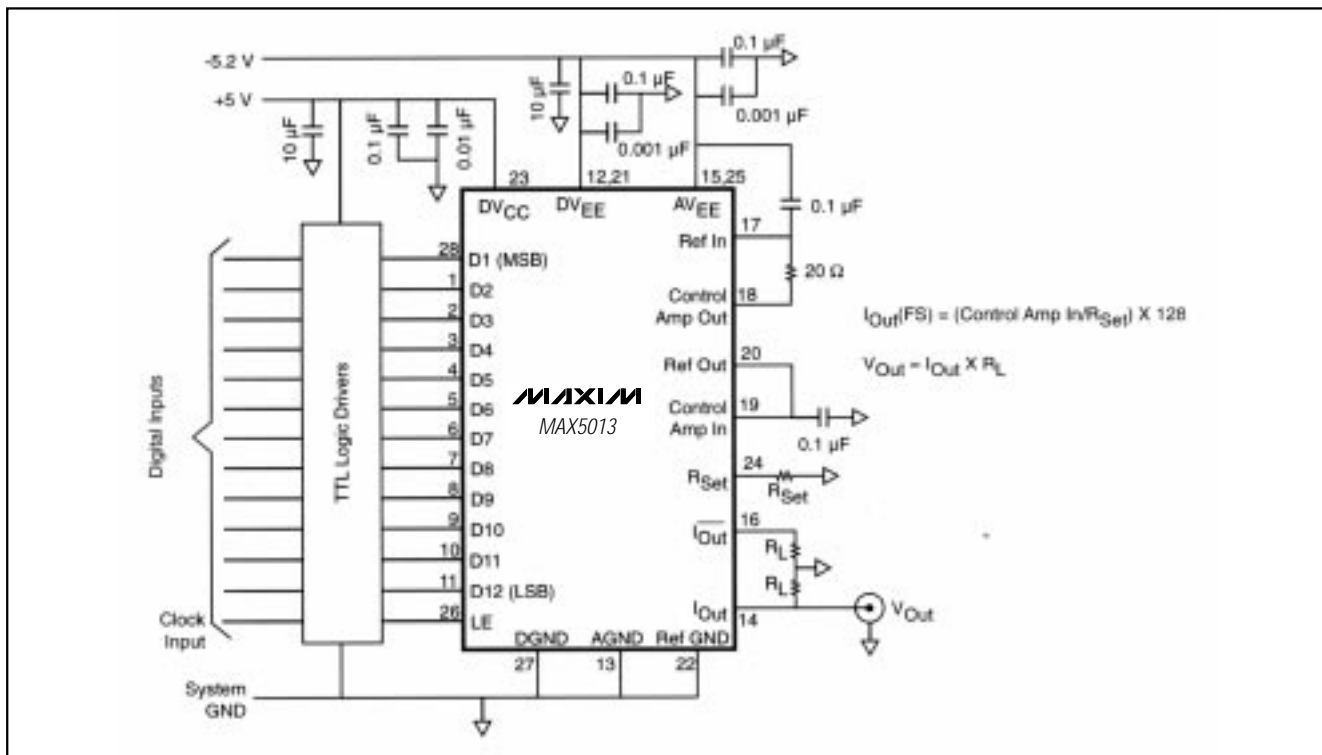 -5.2 V
+5 V
10 µF
0.1 µF
0.01 µF
10 µF
0.1 µF
0.001 µF
0.1 µF
0.001 µF
0.1 µF
23
12,21
15,25
DVCC
DVEE
AVEE
17
Ref In
20 Ω
18
Control
Amp Out
20
Ref Out
19
Control
Amp In
0.1 µF
24
RSet
RSet
16
IOut
RL
RL
IOut
14
VOut
IOut(FS) = (Control Amp In/RSet) X 128
VOut = IOut X RL
Digital Inputs
TTL Logic Drivers
28 D1 (MSB)
1 D2
2 D3
3 D4
4 D5
5 D6
6 D7
7 D8
8 D9
9 D10
10 D11
11 D12 (LSB)
26 LE
Clock
Input
MAXIM
MAX5013
DGND
AGND
Ref GND
27
13
22
System
GND